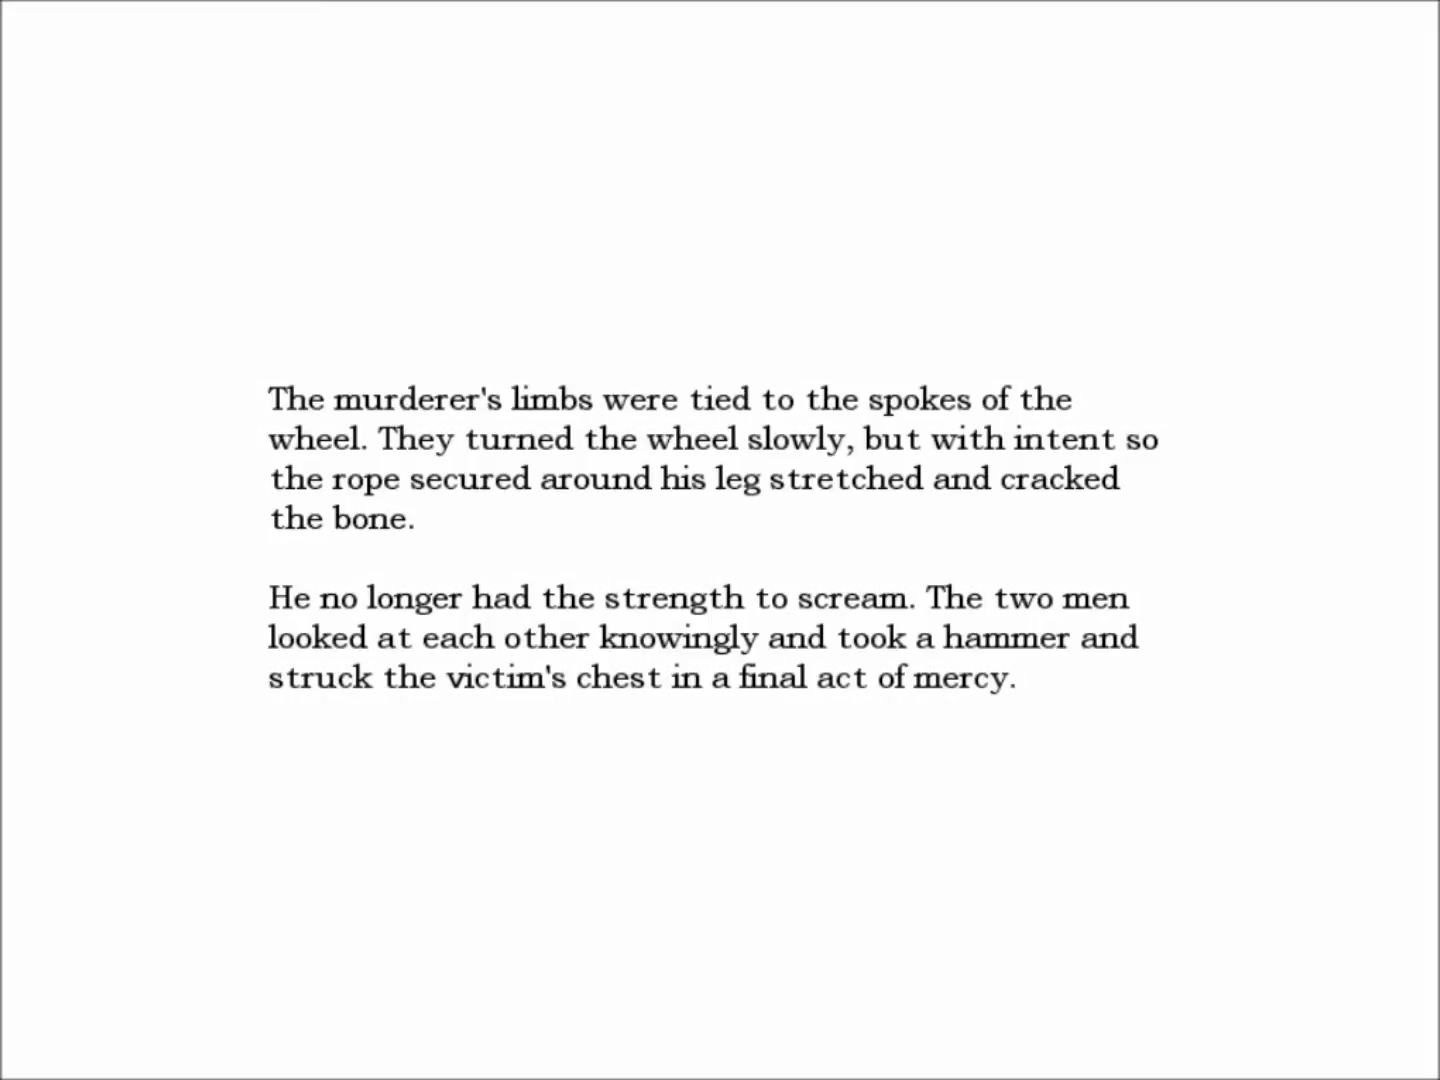 The murderer's limbs were tied to the spokes of the
wheel. They turned the wheel slowly, but with intent so
the rope secured around his leg stretched and cracked
the bone.
He no longer had the strength to scream. The two men
looked at each other knowingly and took a hammer and
struck the victim's chest in a final act of mercy.